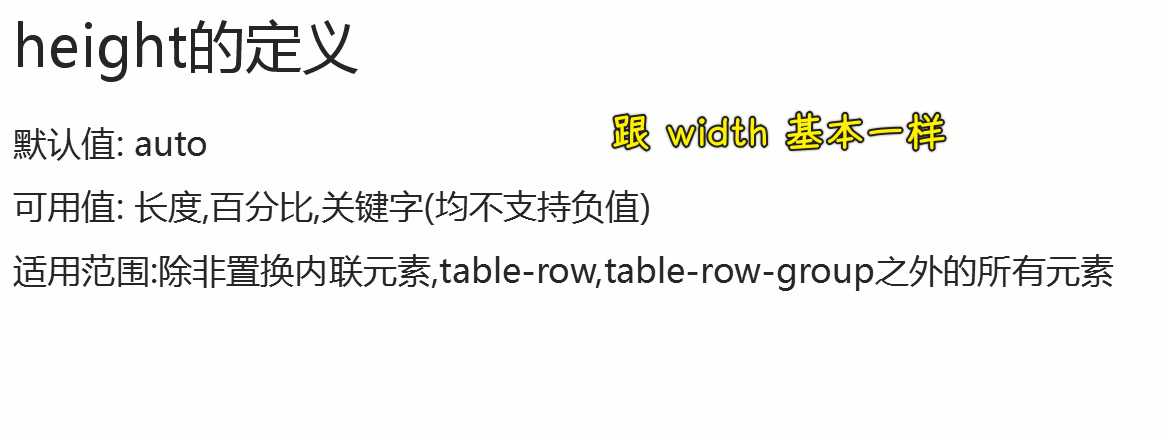 height的定义
默认值: auto
跟 width 基本一样
可用值: 长度,百分比,关键字(均不支持负值)
适用范围:除非置换内联元素,table-row,table-row-group之外的所有元素